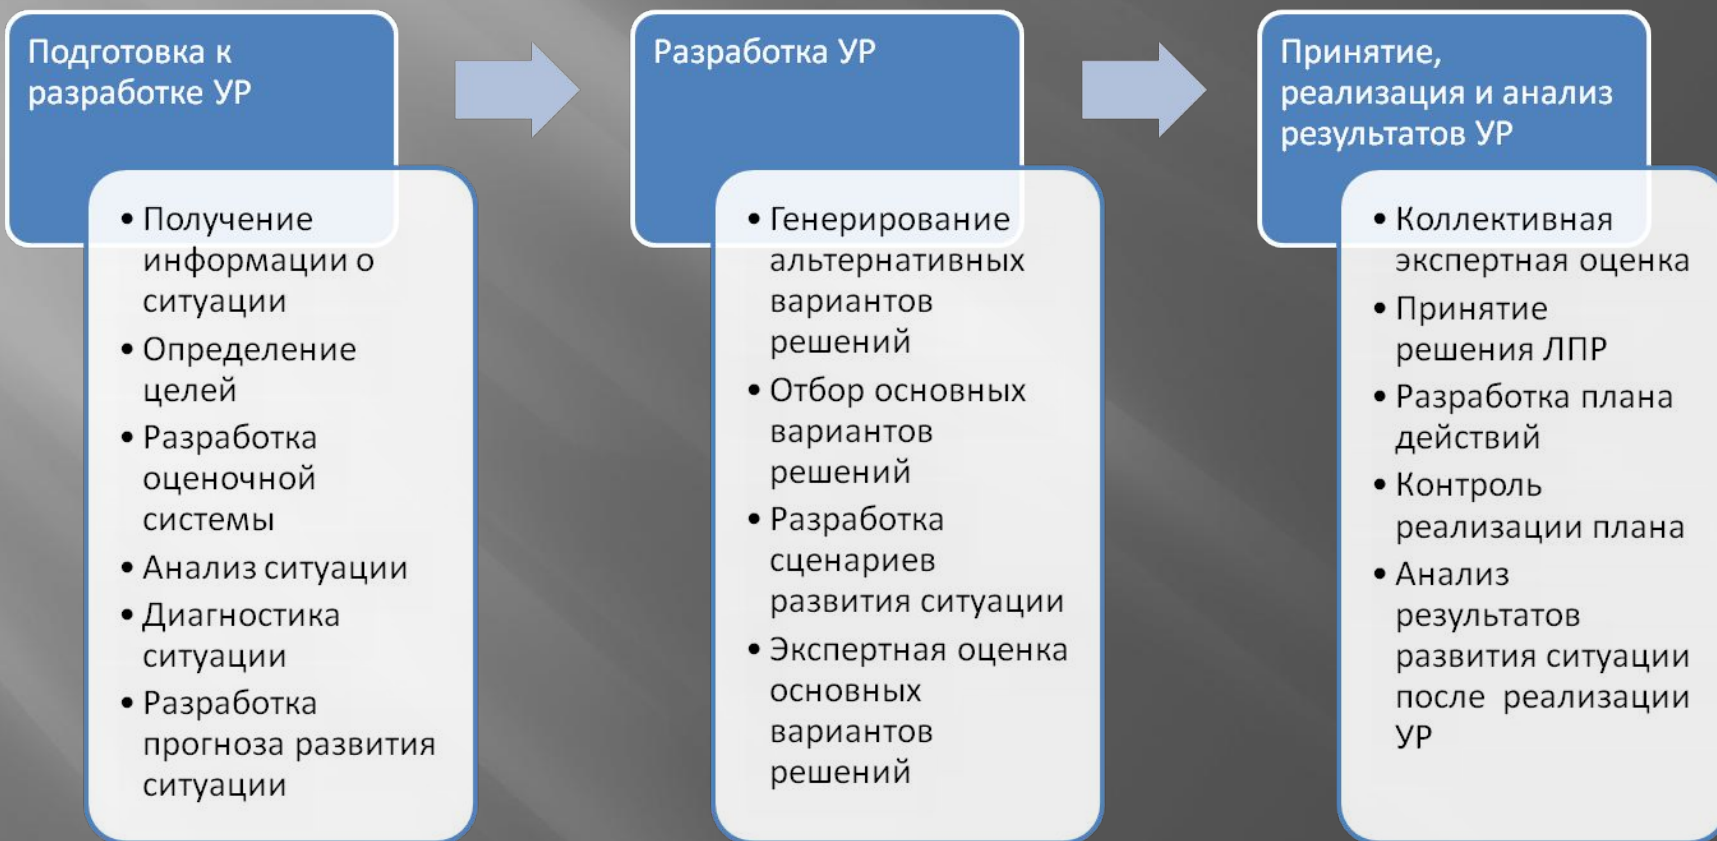 Подготовка к
разработке УР
• Получение
информации о
ситуации
• Определение
целей
• Разработка
оценочной
системы
• Анализ ситуации
• Диагностика
ситуации
• Разработка
прогноза развития
ситуации
Разработка УР
• Генерирование
альтернативных
вариантов
решений
• Отбор основных
вариантов
решений
• Разработка
сценариев
развития ситуации
• Экспертная оценка
основных
вариантов
решений
Принятие,
реализация и анализ
результатов УР
• Коллективная
экспертная оценка
• Принятие
решения ЛПР
• Разработка плана
действий
• Контроль
реализации плана
• Анализ
результатов
развития ситуации
после реализации
УР